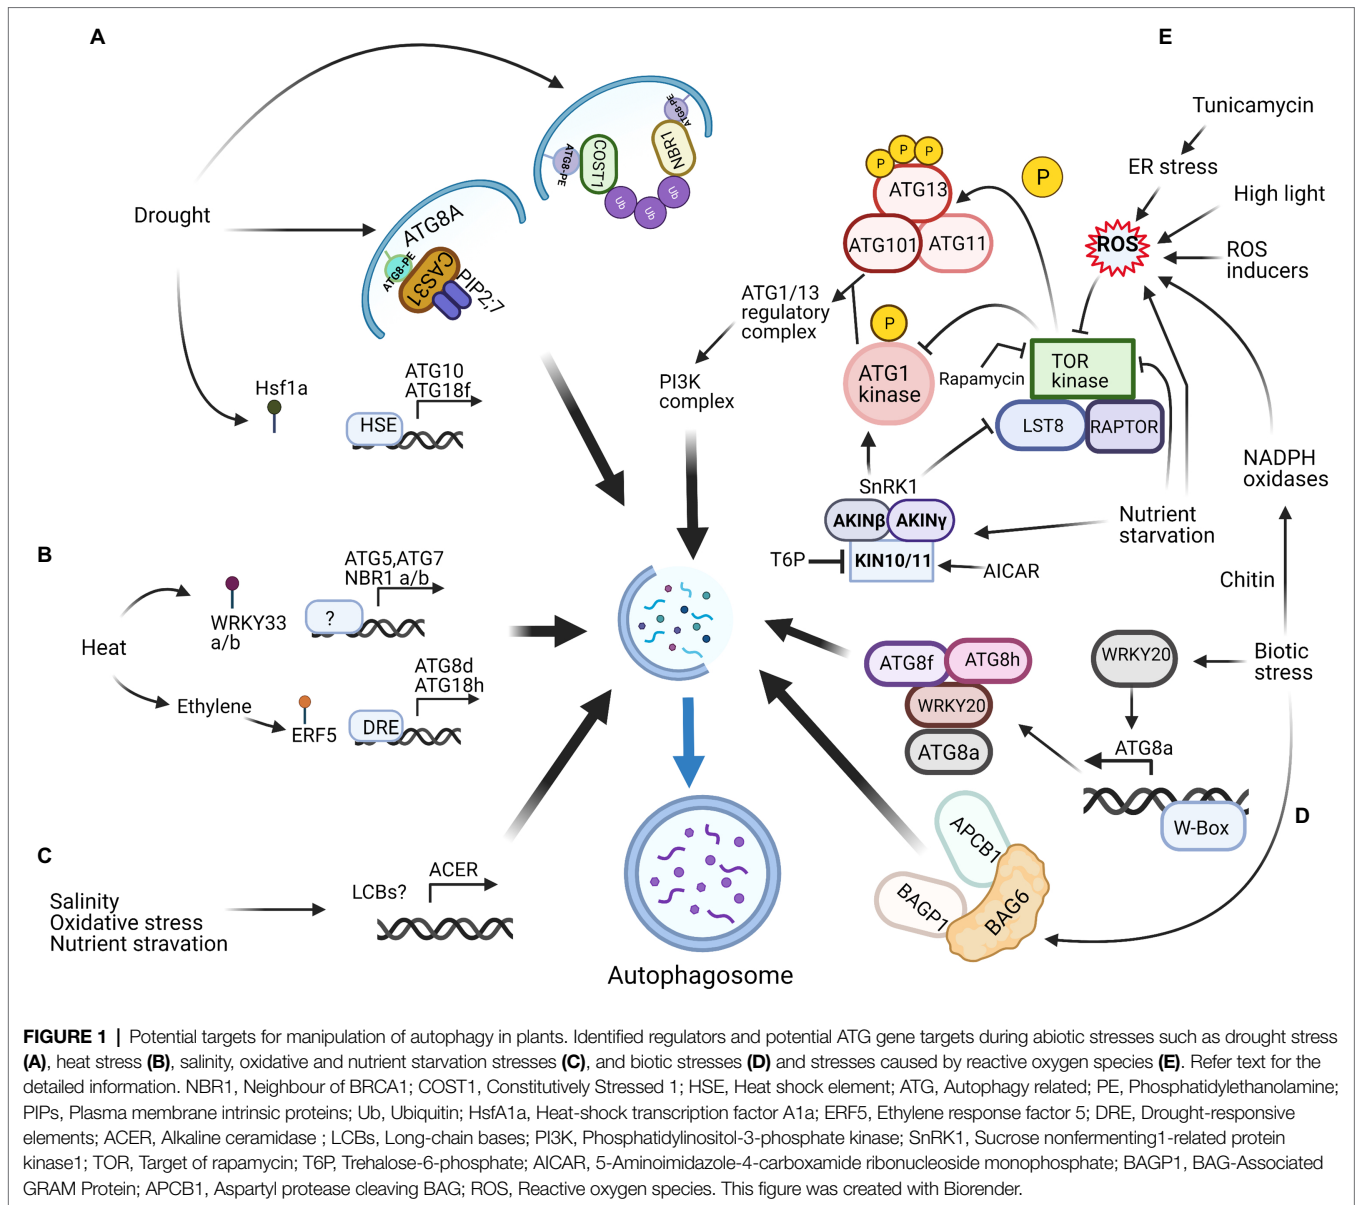 A
Drought
ATG8-PE
COST1
Ub
Ub
Ub
NBR1
ATG8-PE
ATG8A
ATG8-PE
CAS31
PIP2;7
Hsf1a
HSE
ATG10
ATG18f
B
Heat
WRKY33
a/b
?
ATG5,ATG7
NBR1 a/b
Ethylene
ERF5
DRE
ATG8d
ATG18h
C
Salinity
Oxidative stress
Nutrient stravation
LCBs?
ACER
Autophagosome
E
Tunicamycin
ER stress
High light
ROS
ROS
inducers
P
P
P
P
ATG13
ATG101
ATG11
ATG1/13
regulatory
complex
PI3K
complex
P
ATG1
kinase
Rapamycin
TOR
kinase
LST8
RAPTOR
SnRK1
AKINβ
AKINγ
KIN10/11
T6P
AICAR
Nutrient
starvation
NADPH
oxidases
Chitin
Biotic
stress
WRKY20
ATG8a
W-Box
D
ATG8f
ATG8h
WRKY20
ATG8a
APCB1
BAGP1
BAG6
FIGURE 1 | Potential targets for manipulation of autophagy in plants. Identified regulators and potential ATG gene targets during abiotic stresses such as drought stress
(A), heat stress (B), salinity, oxidative and nutrient starvation stresses (C), and biotic stresses (D) and stresses caused by reactive oxygen species (E). Refer text for the
detailed information. NBR1, Neighbour of BRCA1; COST1, Constitutively Stressed 1; HSE, Heat shock element; ATG, Autophagy related; PE, Phosphatidylethanolamine;
PIPs, Plasma membrane intrinsic proteins; Ub, Ubiquitin; HsfA1a, Heat-shock transcription factor A1a; ERF5, Ethylene response factor 5; DRE, Drought-responsive
elements; ACER, Alkaline ceramidase ; LCBs, Long-chain bases; PI3K, Phosphatidylinositol-3-phosphate kinase; SnRK1, Sucrose nonfermenting1-related protein
kinase1; TOR, Target of rapamycin; T6P, Trehalose-6-phosphate; AICAR, 5-Aminoimidazole-4-carboxamide ribonucleoside monophosphate; BAGP1, BAG-Associated
GRAM Protein; APCB1, Aspartyl protease cleaving BAG; ROS, Reactive oxygen species. This figure was created with Biorender.